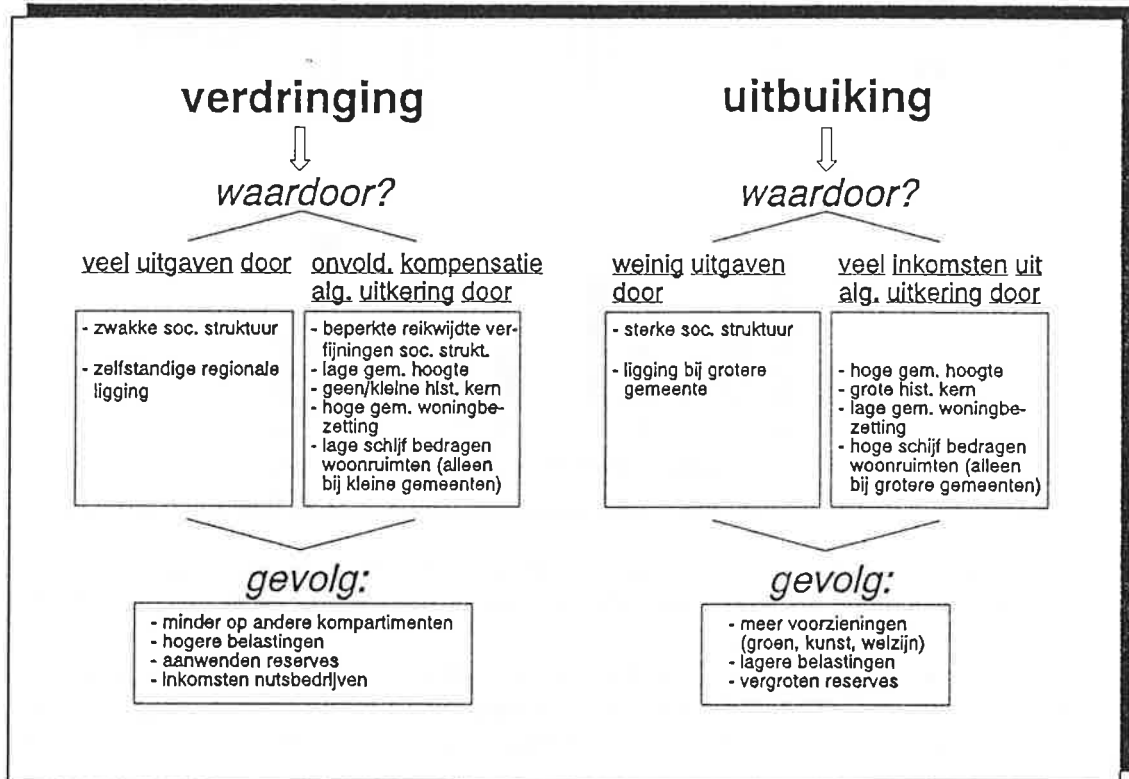 verdringing
waardoor?
veel uitgaven door
- zwakke soc. struktuur
- zelfstandige regionale
ligging
onvold. kompensatie
alg. uitkering door
- beperkte reikwijdte ver-
fijningen soc. strukt.
- lage gem. hoogte
- geen/kleine hist. kern
- hoge gem. woningbe-
zetting
- lage schijf bedragen
woonruimten (alleen
bij kleine gemeenten)
gevolg:
- minder op andere kompartimenten
- hogere belastingen
- aanwenden reserves
- inkomsten nutsbedrijven
uitbuiking
waardoor?
weinig uitgaven
door
- sterke soc. struktuur
- ligging bij grotere
gemeente
veel inkomsten uit
alg. uitkering door
- hoge gem. hoogte
- grote hist. kern
- lage gem. woningbe-
zetting
- hoge schijf bedragen
woonruimten (alleen
bij grotere gemeenten)
gevolg:
- meer voorzieningen
(groen, kunst, welzijn)
- lagere belastingen
- vergroten reserves